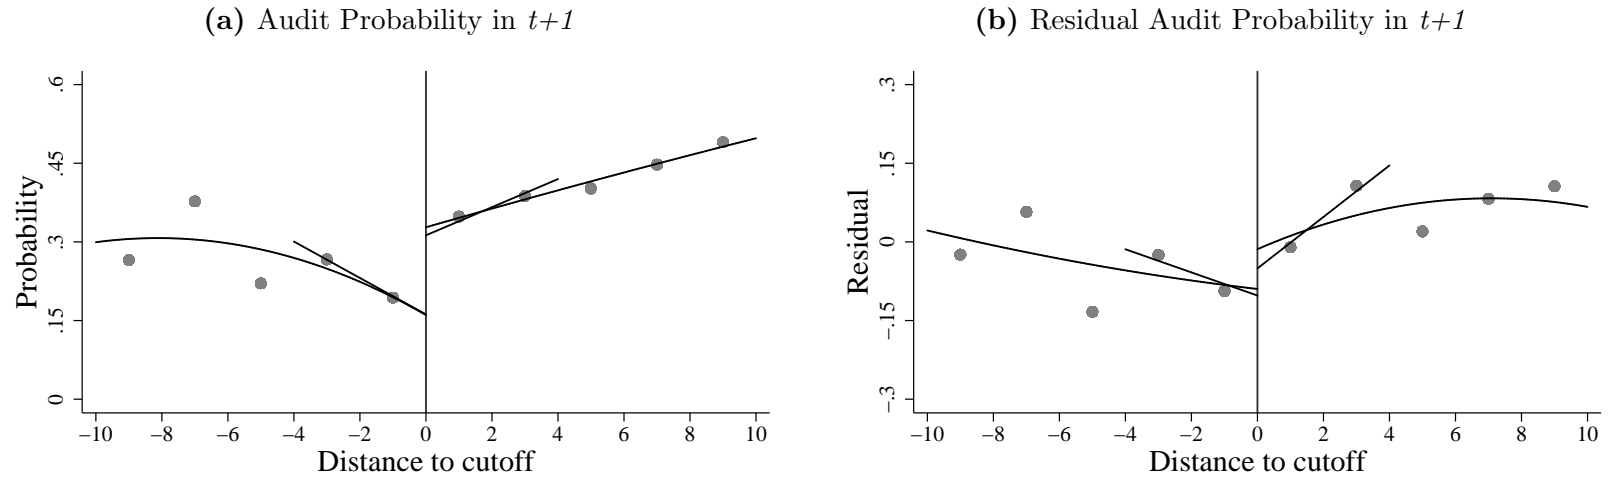 (a) Audit Probability in t+1
.6
.45
.3
.15
0
Probability
−10 −8 −6 −4 −2 0 2 4 6 8 10
Distance to cutoff
(b) Residual Audit Probability in t+1
.3
.15
0
−.15
−.3
Residual
−10 −8 −6 −4 −2 0 2 4 6 8 10
Distance to cutoff